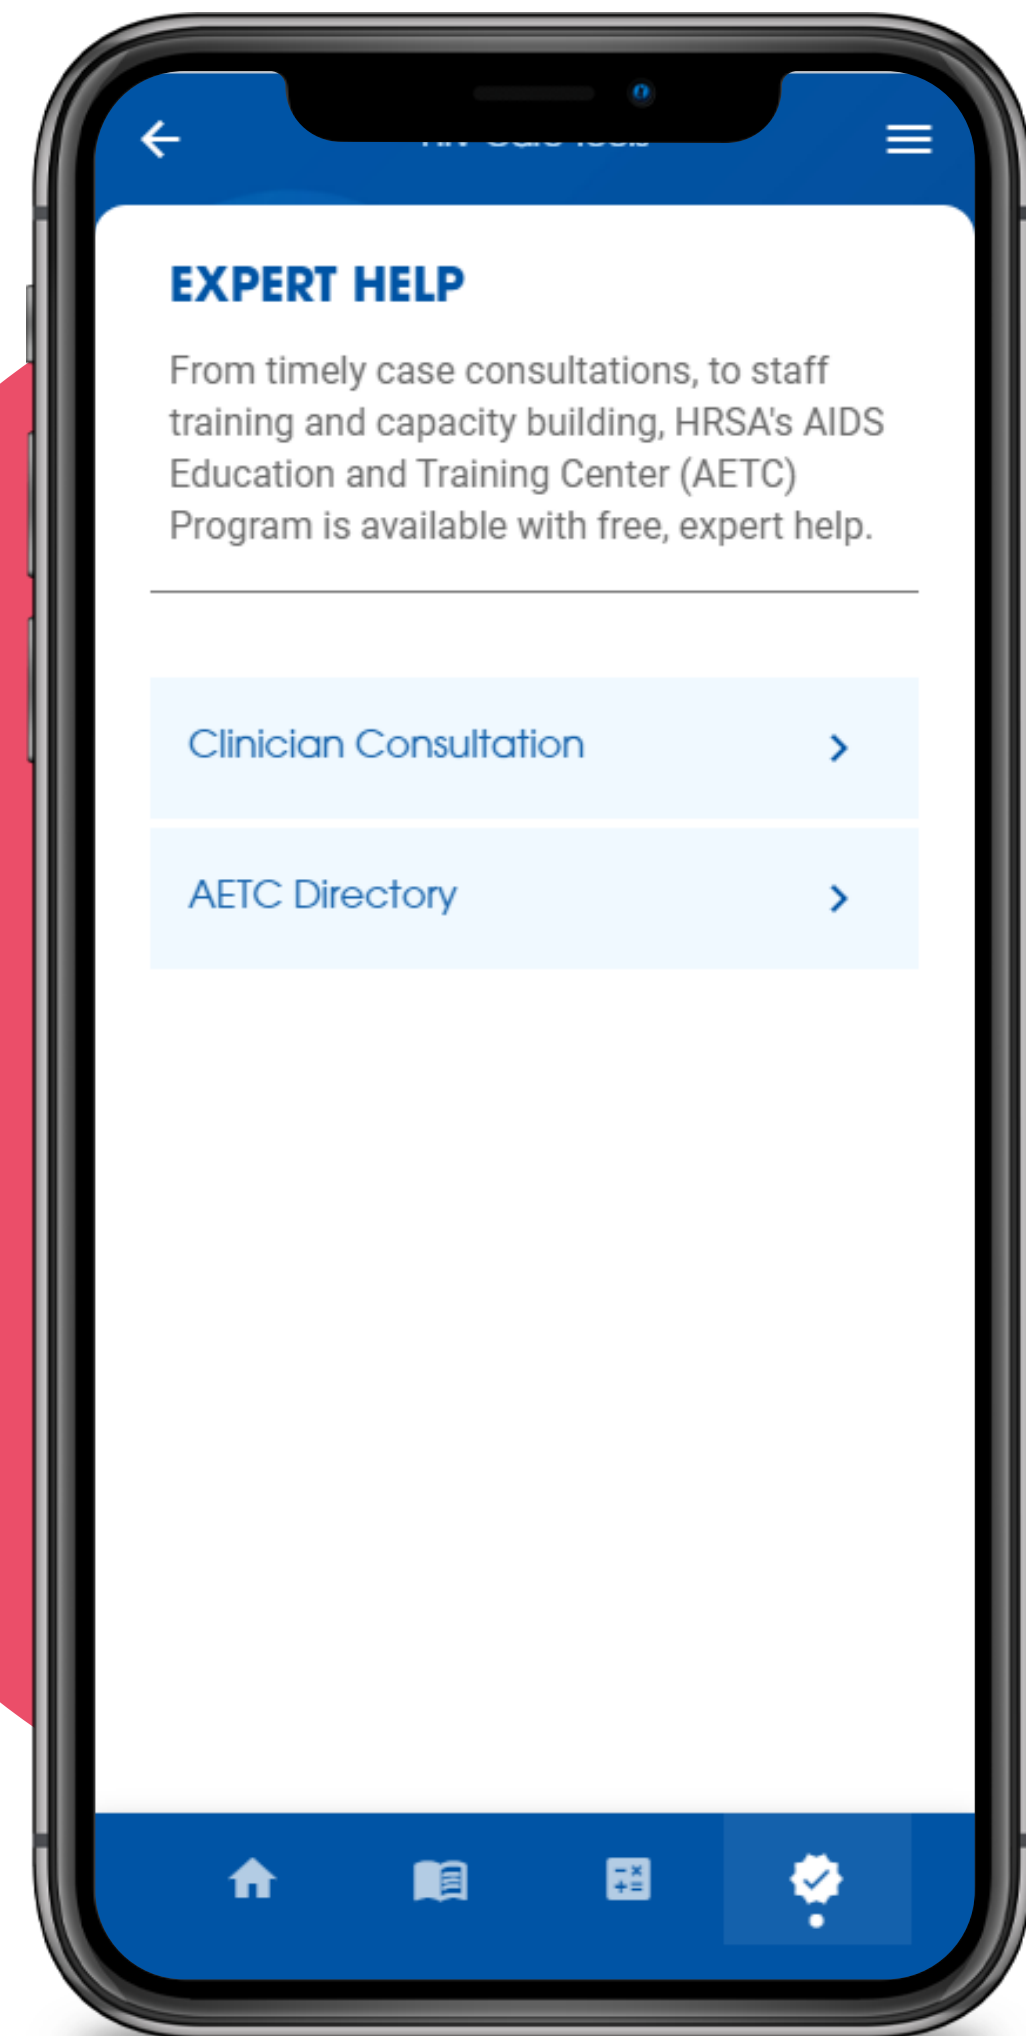 EXPERT HELP
From timely case consultations, to staff
training and capacity building, HRSA's AIDS
Education and Training Center (AETC)
Program is available with free, expert help.
Clinician Consultation
AETC Directory